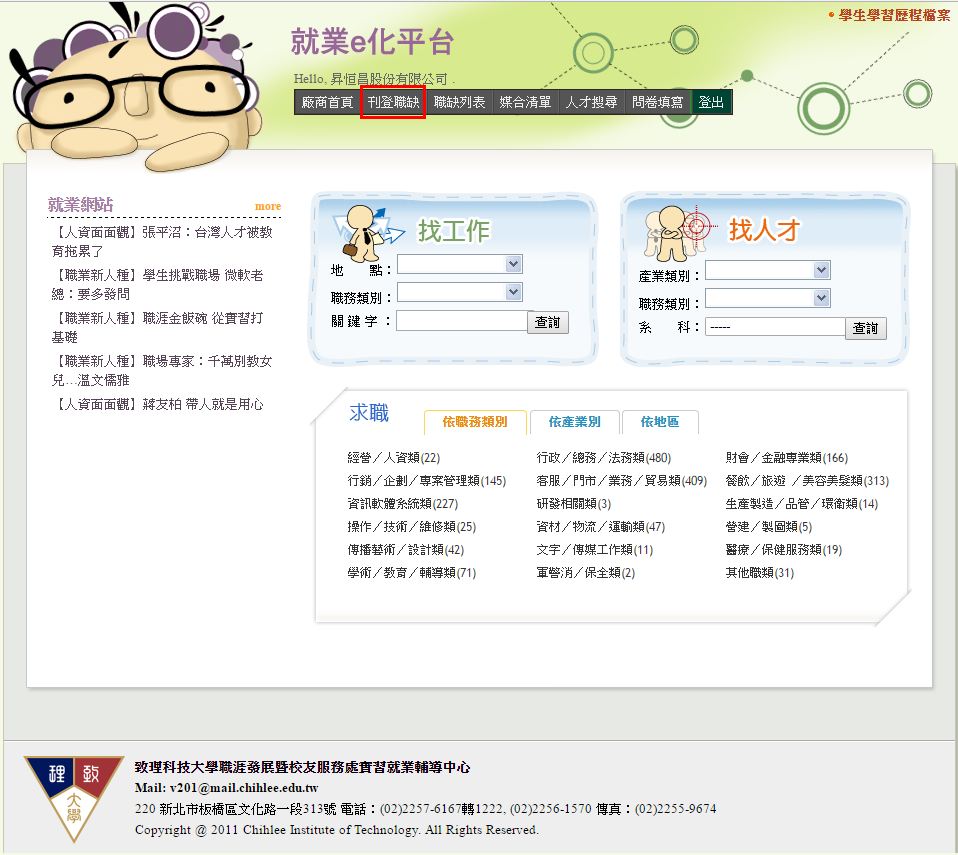 • 學生學習歷程檔案
就業e化平台
Hello, 昇恒昌股份有限公司 .
廠商首頁 刊登職缺 職缺列表 媒合清單 人才搜尋 問卷填寫 登出
就業網站 more
【人資面面觀】張平沼：台灣人才被教
育拖累了
【職業新人種】學生挑戰職場 微軟老
總：要多發問
【職業新人種】職涯金飯碗 從實習打
基礎
【職業新人種】職場專家：千萬別教女
兒…溫文儒雅
【人資面面觀】蔣友柏 帶人就是用心
找工作
地 點：
職務類別：
關 鍵 字 ： 查詢
找人才
產業類別：
職務類別：
系 科： ----- 查詢
求職 依職務類別 依產業別 依地區
經營／人資類(22) 行政／總務／法務類(480) 財會／金融專業類(166)
行銷／企劃／專案管理類(145) 客服／門市／業務／貿易類(409) 餐飲／旅遊 ／美容美髮類(313)
資訊軟體系統類(227) 研發相關類(3) 生產製造／品管／環衛類(14)
操作／技術／維修類(25) 資材／物流／運輸類(47) 營建／製圖類(5)
傳播藝術／設計類(42) 文字／傳媒工作類(11) 醫療／保健服務類(19)
學術／教育／輔導類(71) 軍警消／保全類(2) 其他職類(31)
理 致
大
學
致理科技大學職涯發展暨校友服務處實習就業輔導中心
Mail: v201@mail.chihlee.edu.tw
220 新北市板橋區文化路一段313號 電話：(02)2257-6167轉1222, (02)2256-1570 傳真：(02)2255-9674
Copyright @ 2011 Chihlee Institute of Technology. All Rights Reserved.